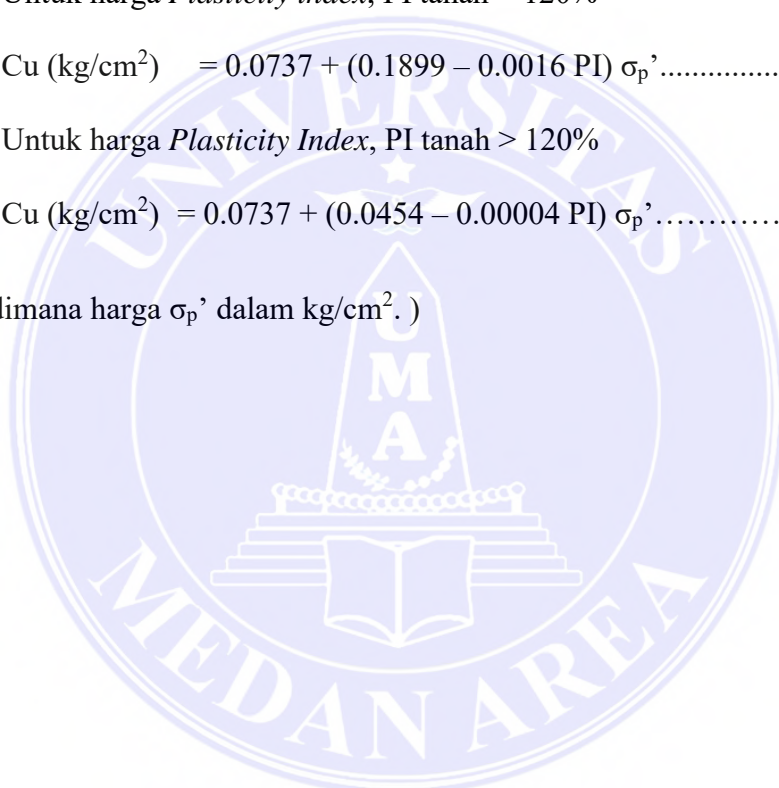 Untuk harga Plasticity index, PI tanah 120%
Cu (kg/cm²) = 0.0737 + (0.1899 – 0.0016 PI) σₚ’...............
Untuk harga Plasticity Index, PI tanah > 120%
Cu (kg/cm²) = 0.0737 + (0.0454 – 0.00004 PI) σₚ’…………
dimana harga σₚ’ dalam kg/cm². )
UNIVERSITAS
UMA
MEDAN AREA